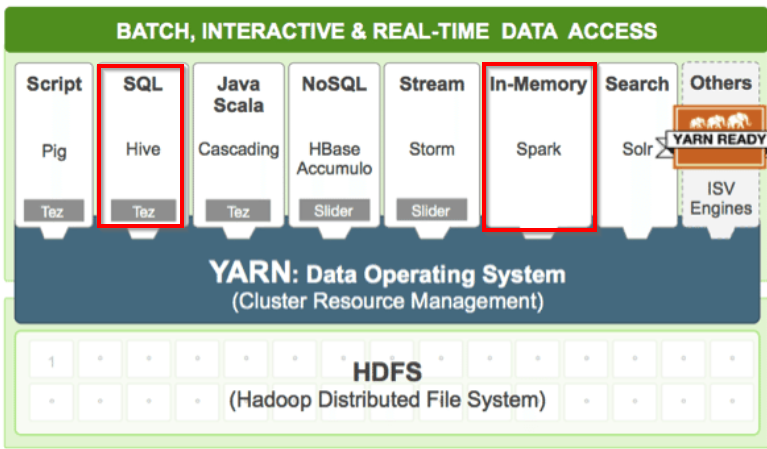 BATCH, INTERACTIVE & REAL-TIME DATA ACCESS
Script
Pig
Tez
SQL
Hive
Tez
Java
Scala
Cascading
Tez
NoSQL
HBase
Accumulo
Slider
Stream
Storm
Slider
In-Memory
Spark
Search
Solr
Others
YARN READY
ISV
Engines
YARN: Data Operating System
(Cluster Resource Management)
1
HDFS
(Hadoop Distributed File System)